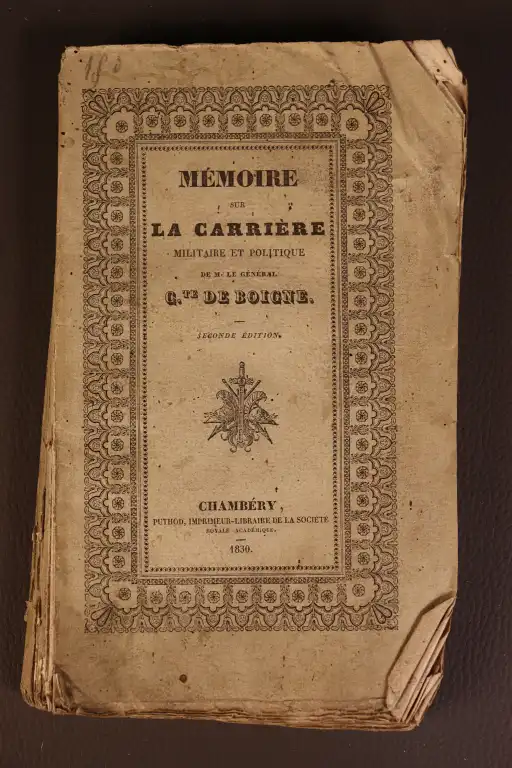 MÉMOIRE
SUR
LA CARRIÈRE
MILITAIRE ET POLITIQUE
DE Mr LE GÉNÉRAL
C.TE DE BOIGNE.
SECONDE ÉDITION.
CHAMBÉRY,
PUTHOD, IMPRIMEUR-LIBRAIRE DE LA SOCIÉTÉ
ROYALE ACADÉMIQUE.
1830.